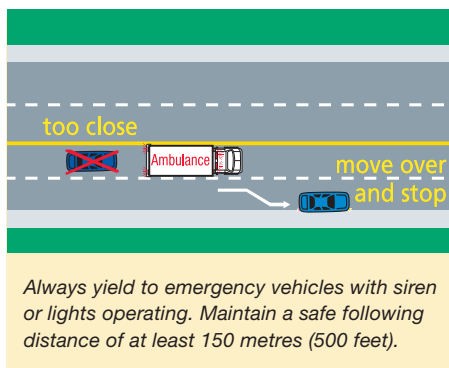 too close
Ambulance
move over
and stop
Always yield to emergency vehicles with siren
or lights operating. Maintain a safe following
distance of at least 150 metres (500 feet).